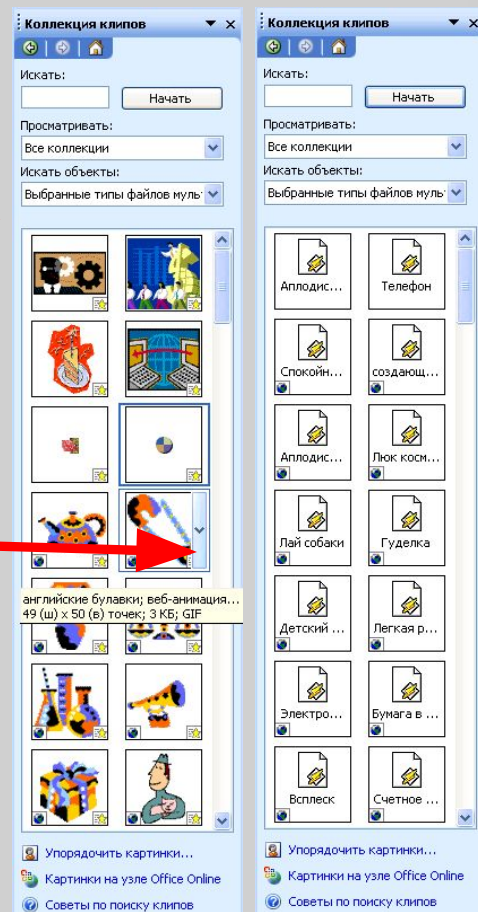 Коллекция клипов
Искать:
Начать
Просматривать:
Все коллекции
Искать объекты:
Выбранные типы файлов муль
английские булавки; веб-анимация...
49 (ш) x 50 (в) точек; 3 КБ; GIF
Упорядочить картинки...
Картинки на узле Office Online
Советы по поиску клипов
Коллекция клипов
Искать:
Начать
Просматривать:
Все коллекции
Искать объекты:
Выбранные типы файлов муль
Аплодис...
Телефон
Спокойн...
создающ...
Аплодис...
Люк косм...
Лай собаки
Гуделка
Детский ...
Легкая р...
Электро...
Бумага в ...
Всплеск
Счетное ...
Упорядочить картинки...
Картинки на узле Office Online
Советы по поиску клипов